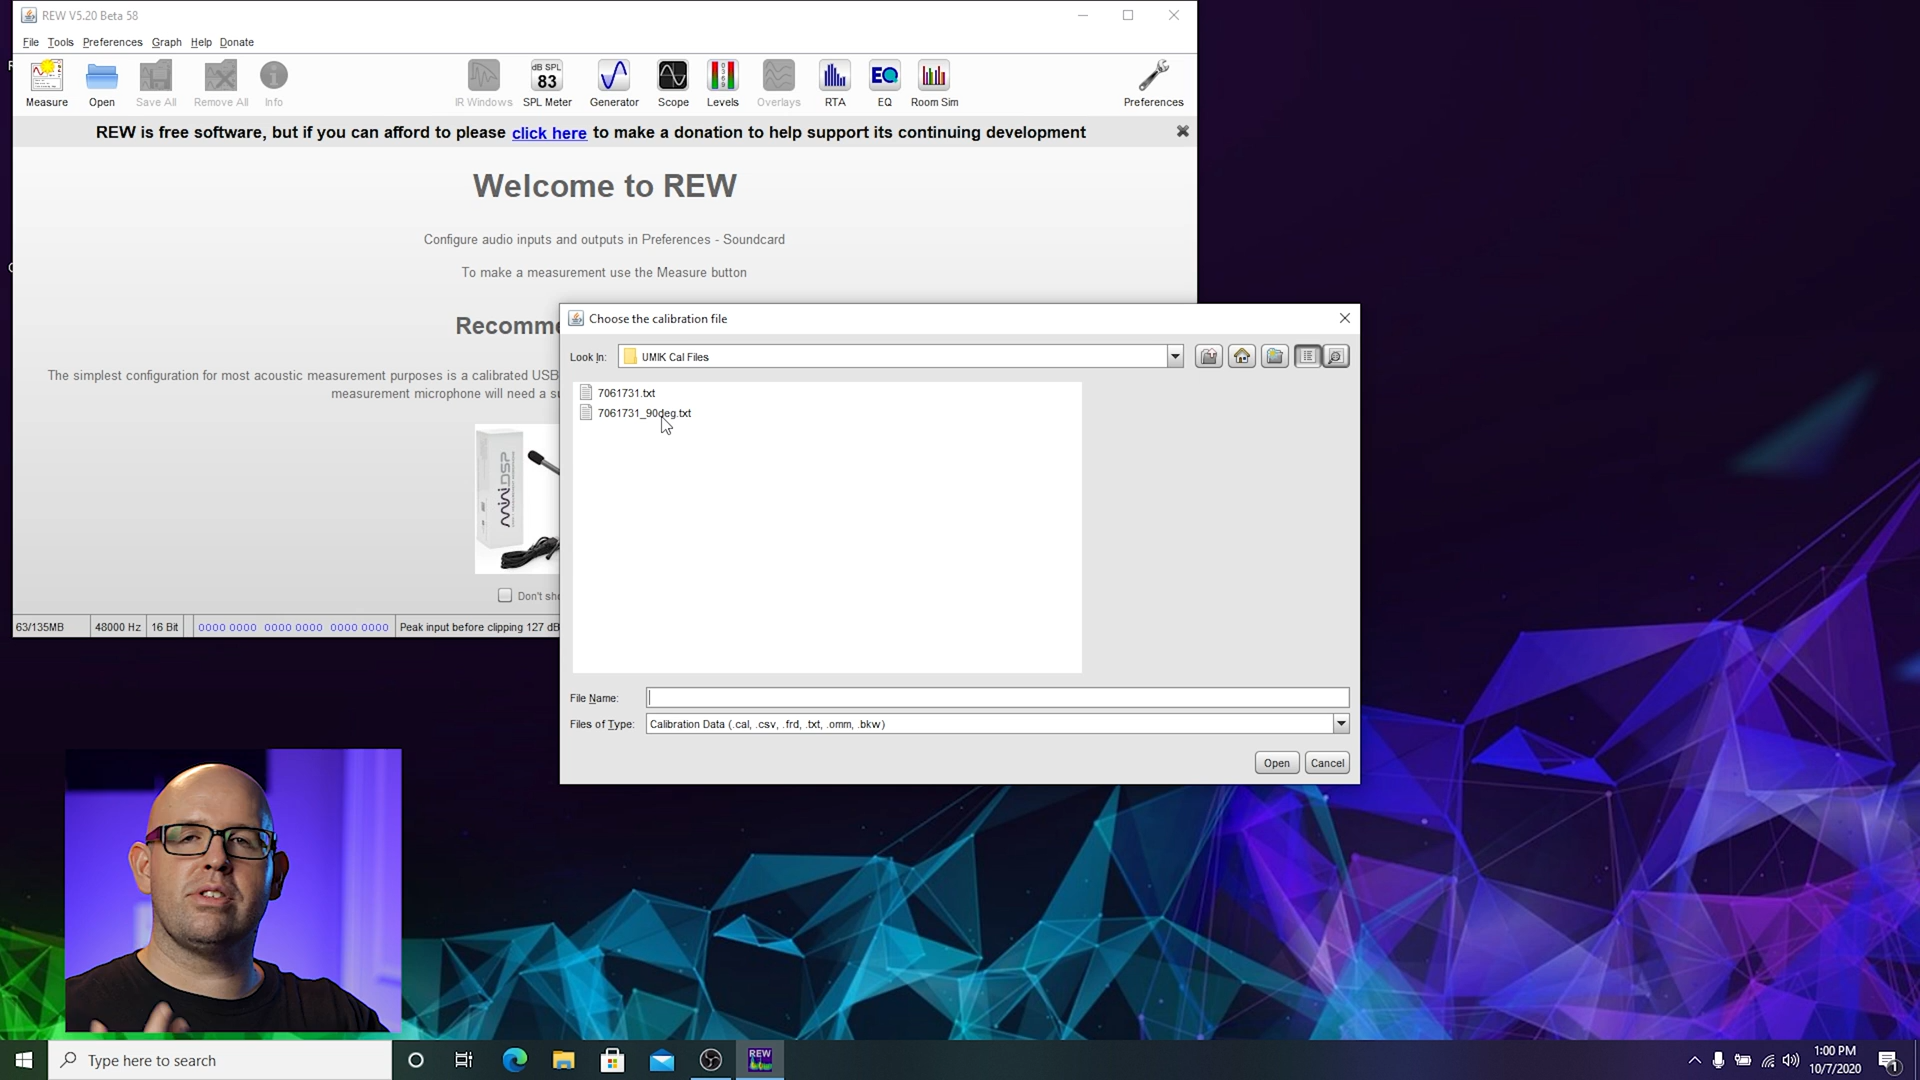 REW V5.20 Beta 58
File Tools Preferences Graph Help Donate
dB SPL
83
EQ
Measure Open Save All Remove All Info IR Windows SPL Meter Generator Scope Levels Overlays RTA EQ Room Sim Preferences
REW is free software, but if you can afford to please click here to make a donation to help support its continuing development
Welcome to REW
Configure audio inputs and outputs in Preferences - Soundcard
To make a measurement use the Measure button
Recomme
The simplest configuration for most acoustic measurement purposes is a calibrated USB
measurement microphone will need a su
miniDSP
Don't sh
63/135MB 48000 Hz 16 Bit 0000 0000 0000 0000 0000 0000 Peak input before clipping 127 dB
Choose the calibration file
Look In: UMIK Cal Files
7061731.txt
7061731_90deg.txt
File Name:
Files of Type: Calibration Data (.cal, .csv, .frd, .txt, .omm, .bkw)
Open Cancel
Type here to search
REW
1:00 PM
10/7/2020
1